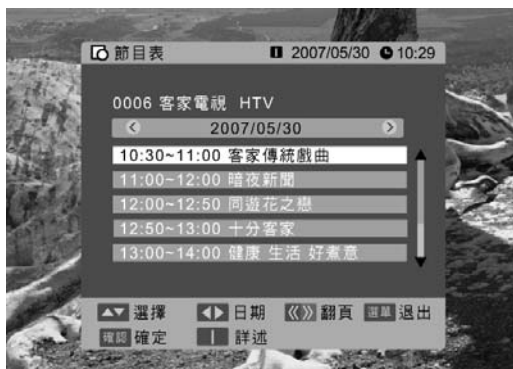 節目表 2007/05/30 10:29
0006 客家電視 HTV
2007/05/30
10:30~11:00 客家傳統戲曲
11:00~12:00 暗夜新聞
12:00~12:50 同遊花之戀
12:50~13:00 十分客家
13:00~14:00 健康 生活 好煮意
選擇 日期 翻頁 選單 退出
確認 確定 詳述